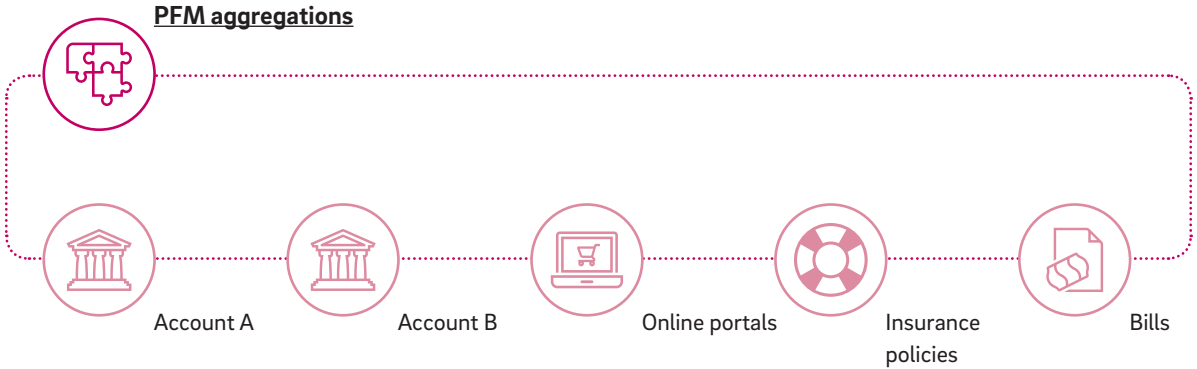 PFM aggregations
Account A
Account B
Online portals
Insurance
policies
Bills